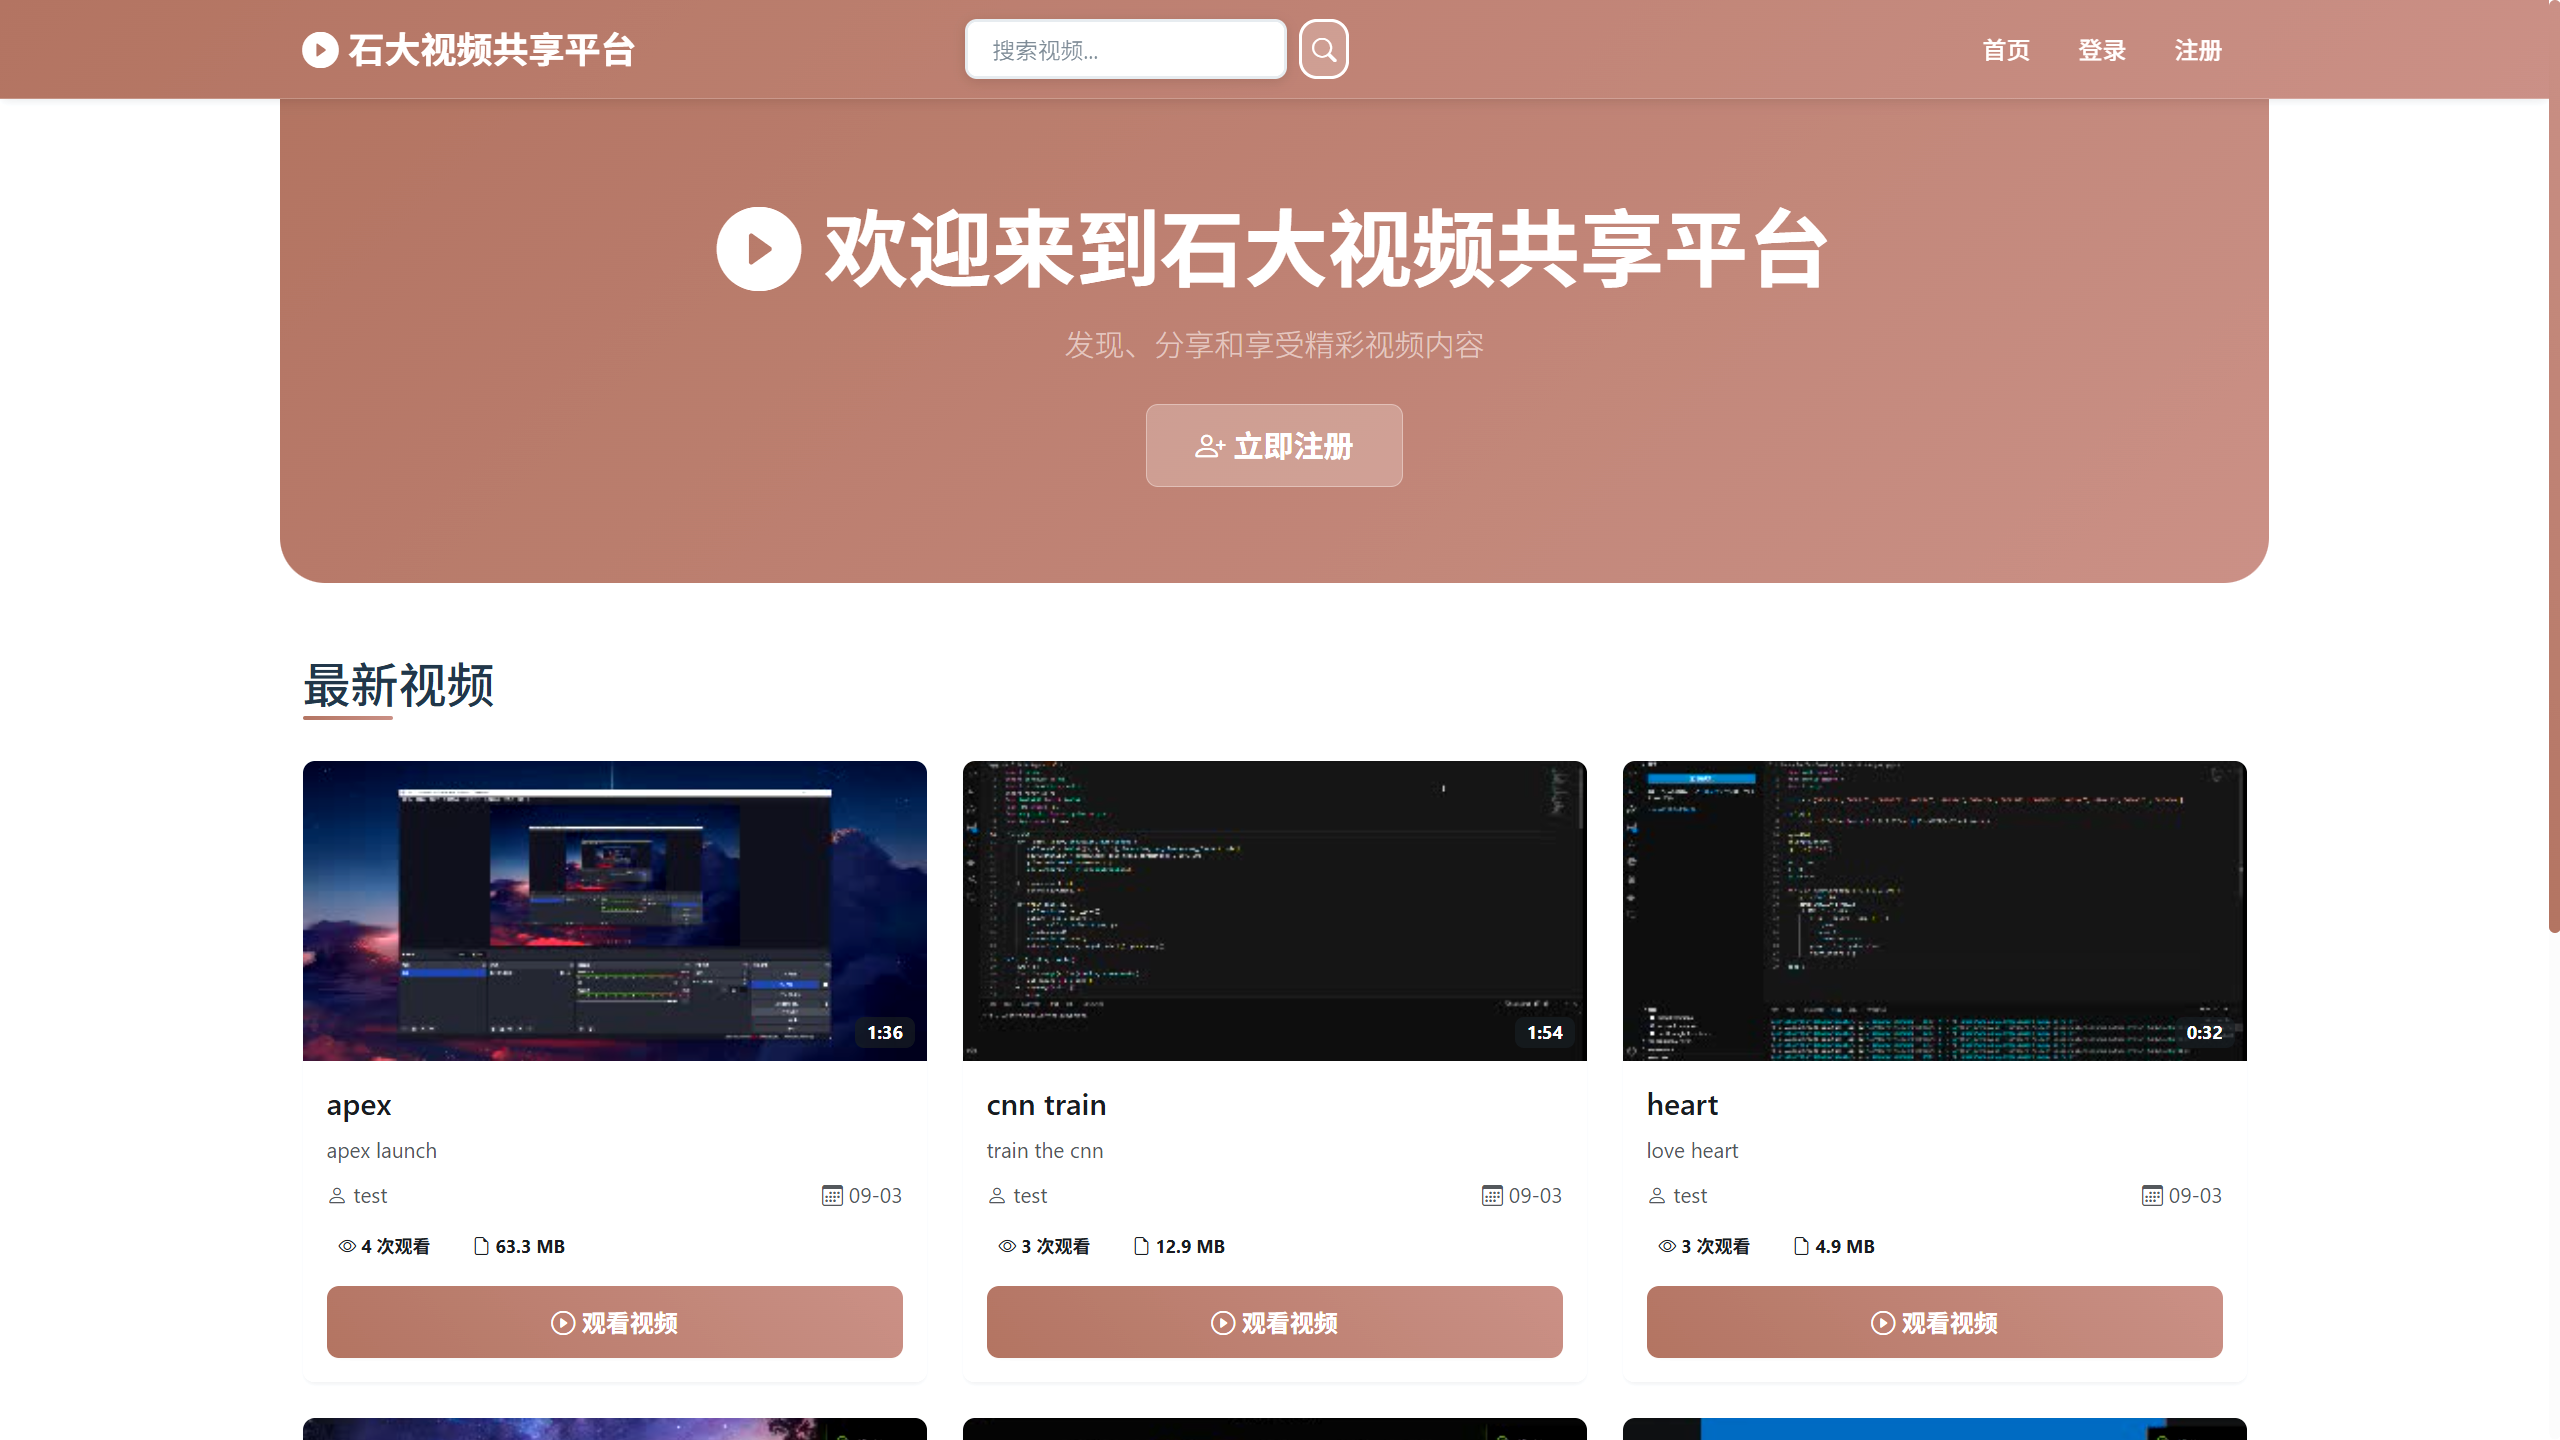 石大视频共享平台
搜索视频...
首页 登录 注册
欢迎来到石大视频共享平台
发现、分享和享受精彩视频内容
立即注册
最新视频
1:36
1:54
0:32
apex
apex launch
test 09-03
4 次观看 63.3 MB
观看视频
cnn train
train the cnn
test 09-03
3 次观看 12.9 MB
观看视频
heart
love heart
test 09-03
3 次观看 4.9 MB
观看视频